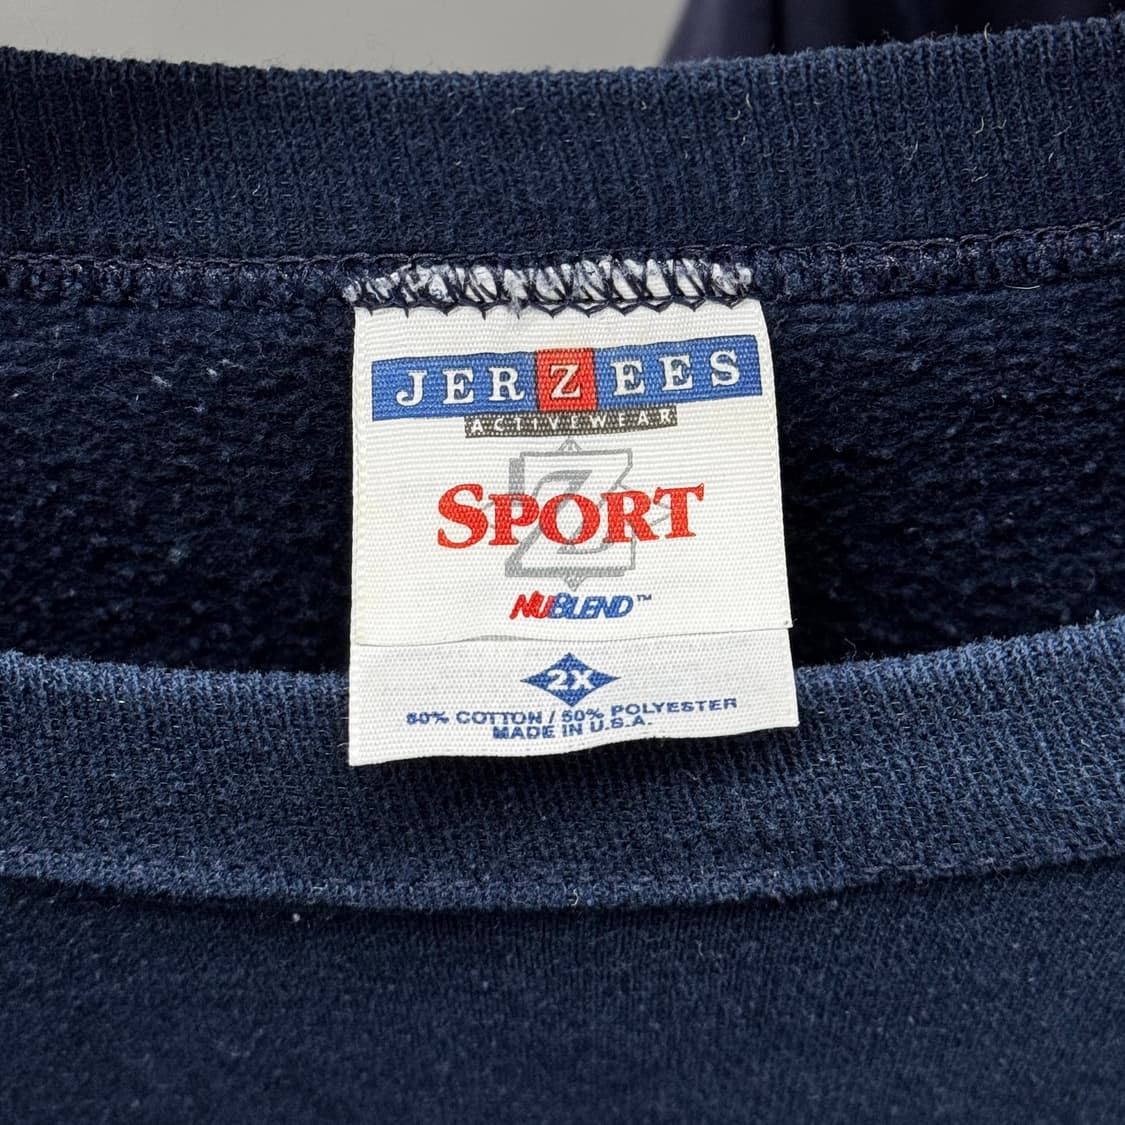 JERZEES
ACTIVEWEAR
SPORT
NUBLEND™
2X
50% COTTON / 50% POLYESTER
MADE IN U.S.A.